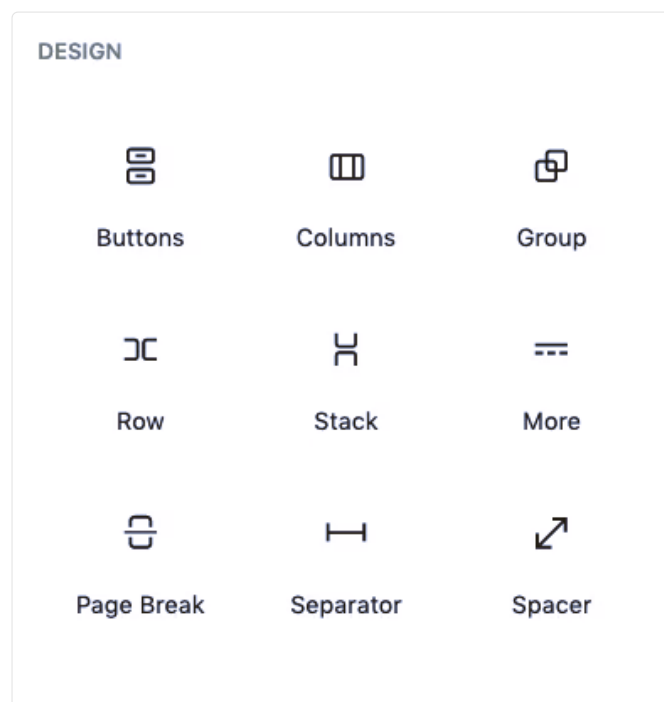 DESIGN
Buttons Columns Group
Row Stack More
Page Break Separator Spacer